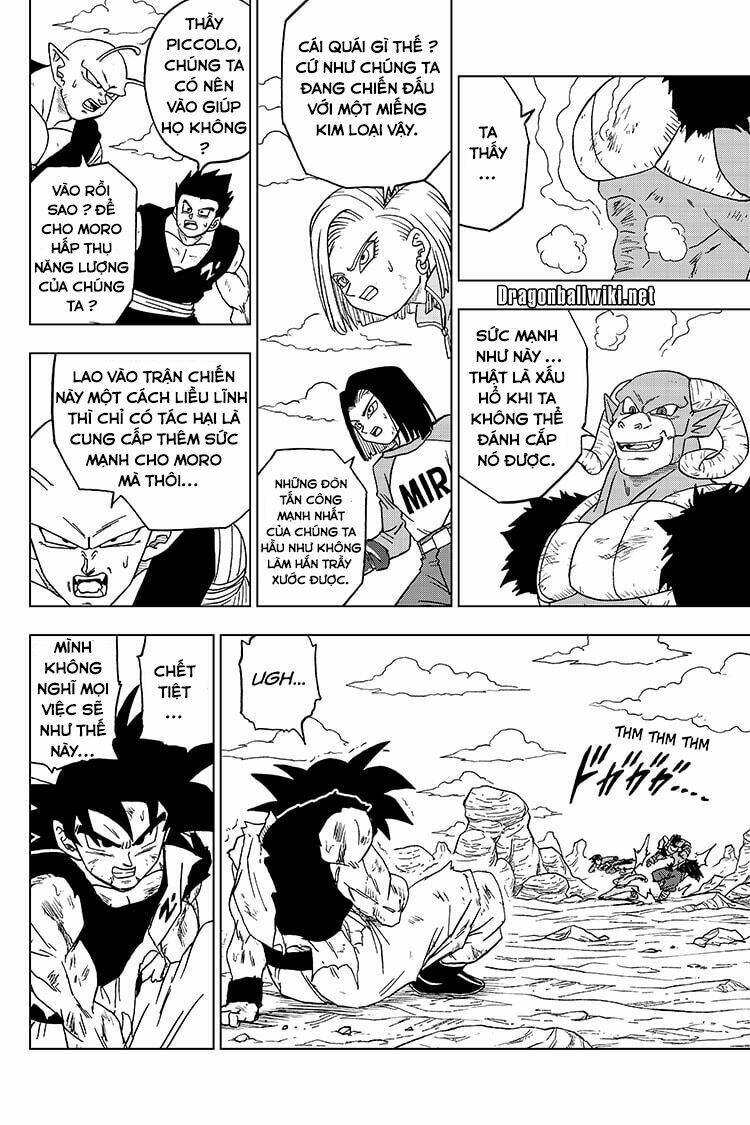 TA
THẤY
...
Dragonballwiki.net
SỨC MẠNH
NHƯ NÀY ...
THẬT LÀ XẤU
HỔ KHI TA
KHÔNG THỂ
ĐÁNH CẮP
NÓ ĐƯỢC.
CÁI QUÁI GÌ THẾ ?
CỨ NHƯ CHÚNG TA
ĐANG CHIẾN ĐẤU
VỚI MỘT MIẾNG
KIM LOẠI VẬY.
MIR
NHỮNG ĐÒN
TẤN CÔNG
MẠNH NHẤT
CỦA CHÚNG TA
HẦU NHƯ KHÔNG
LÀM HẮN TRẦY
XƯỚC ĐƯỢC.
THẦY
PICCOLO,
CHÚNG TA
CÓ NÊN
VÀO GIÚP
HỌ KHÔNG
?
VÀO RỒI
SAO ? ĐỂ
CHO MORO
HẤP THỤ
NĂNG LƯỢNG
CỦA CHÚNG
TA ?
LAO VÀO TRẬN CHIẾN
NÀY MỘT CÁCH LIỀU LĨNH
THÌ CHỈ CÓ TÁC HẠI LÀ
CUNG CẤP THÊM SỨC
MẠNH CHO MORO
MÀ THÔI...
THM THM THM
ドガガガガ....
UGH...
CHẾT
TIỆT
...
MÌNH
KHÔNG
NGHĨ MỌI
VIỆC SẼ
NHƯ THẾ
NÀY...